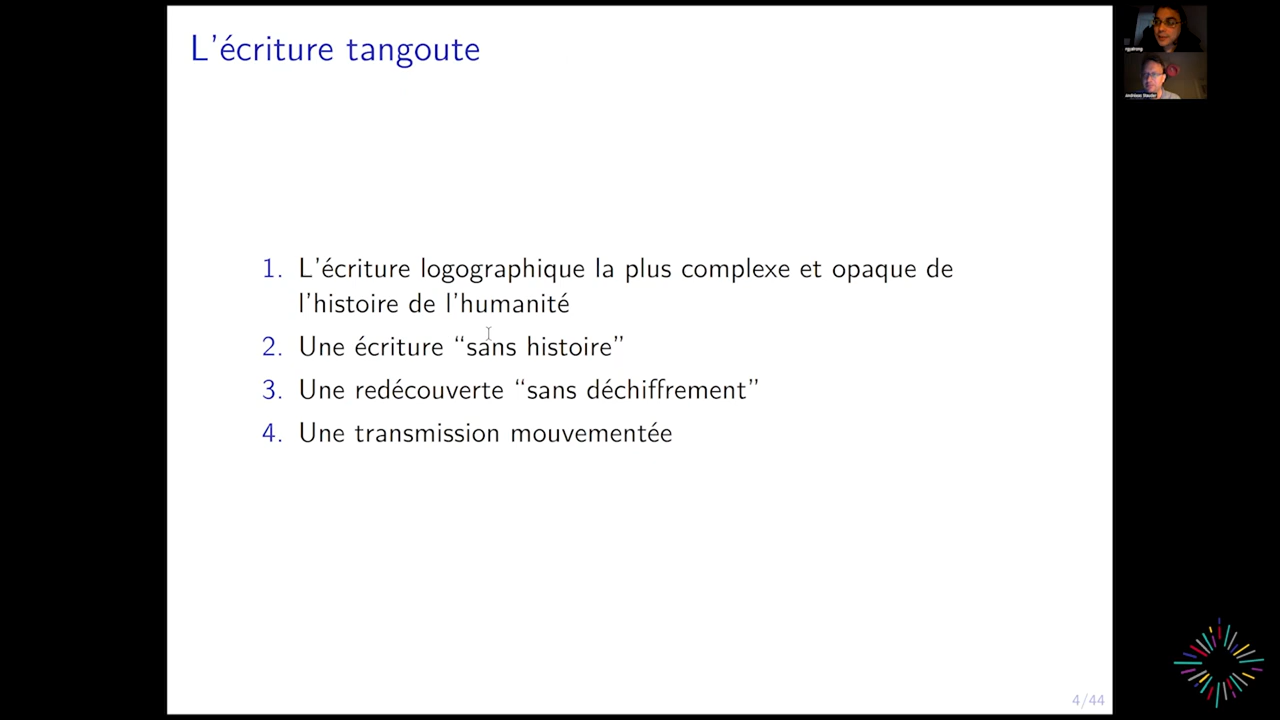 L'écriture tangoute
1. L'écriture logographique la plus complexe et opaque de
l'histoire de l'humanité
2. Une écriture “sans histoire”
3. Une redécouverte “sans déchiffrement”
4. Une transmission mouvementée
4/44